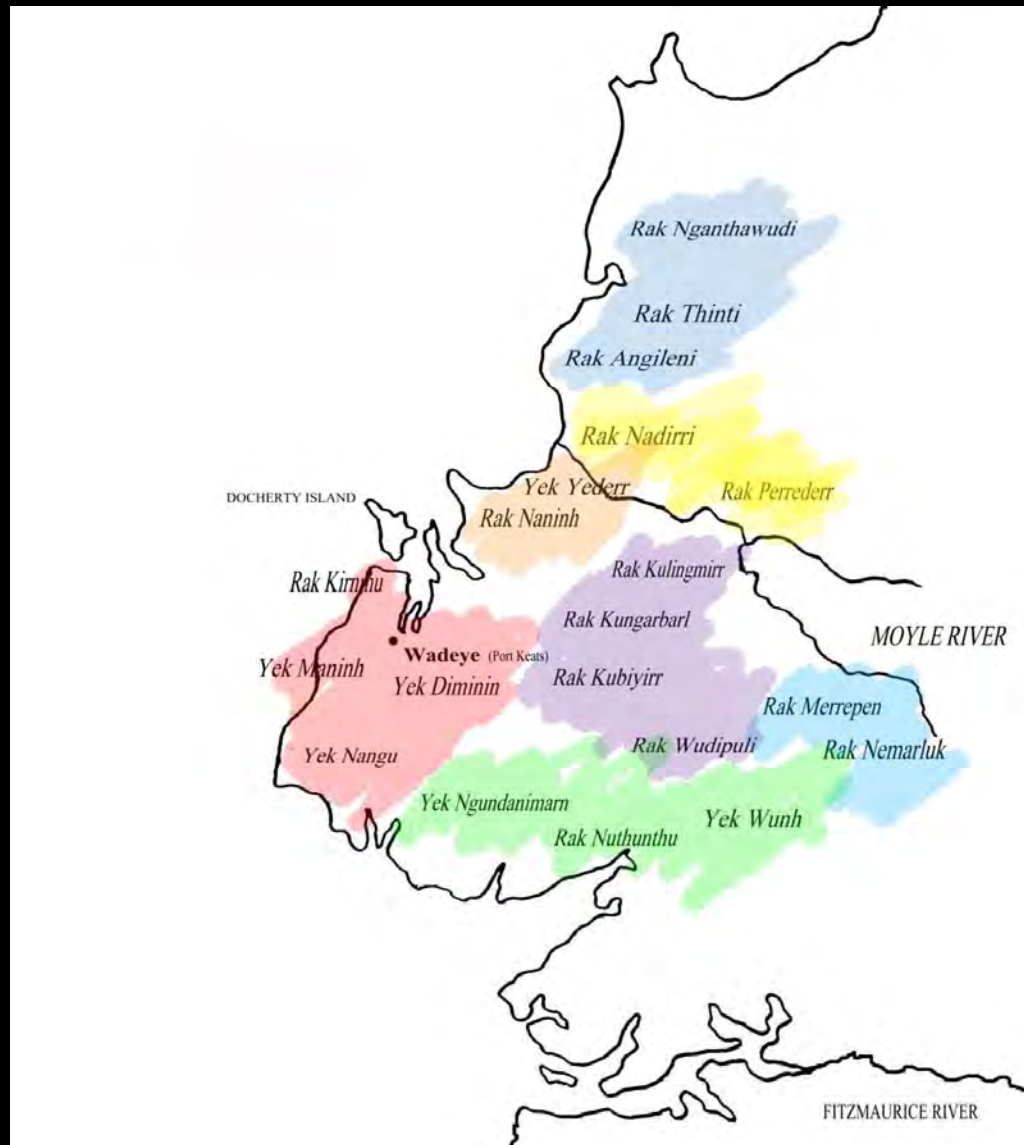 Rak Nganthawudi
Rak Thinti
Rak Angileni
Rak Nadirri
Yek Yederr
Rak Perrederr
DOCHERTY ISLAND
Rak Naninh
Rak Kulingmirr
Rak Kirnmu
Rak Kungarbarl
MOYLE RIVER
Wadeye (Port Keats)
Yek Maninh
Rak Kubiyirr
Yek Diminin
Rak Merrepen
Rak Wudipuli
Rak Nemarluk
Yek Nangu
Yek Ngundanimarn
Yek Wunh
Rak Nuthunthu
FITZMAURICE RIVER